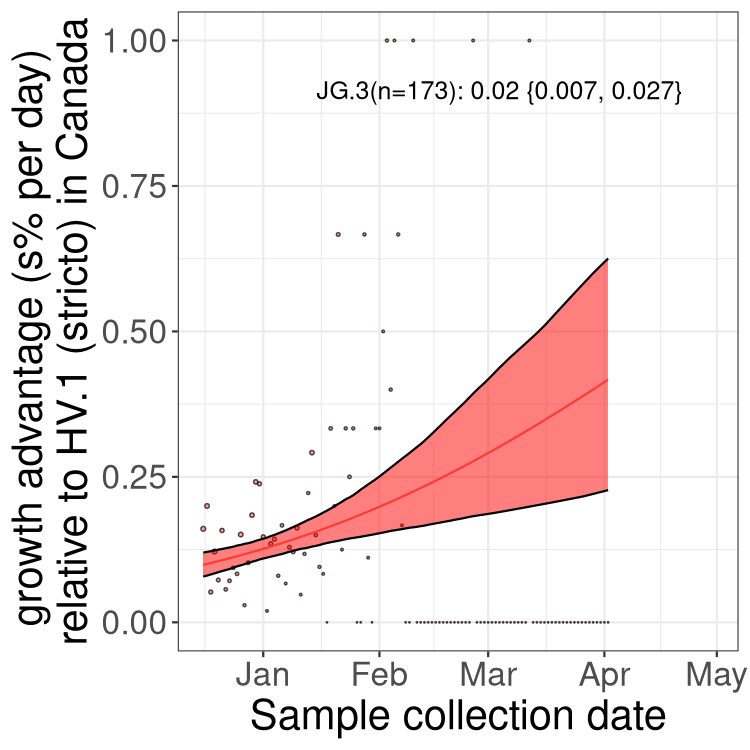 growth advantage (s% per day)
relative to HV.1 (stricto) in Canada
1.00
0.75
0.50
0.25
0.00
JG.3(n=173): 0.02 {0.007, 0.027}
Jan Feb Mar Apr May
Sample collection date